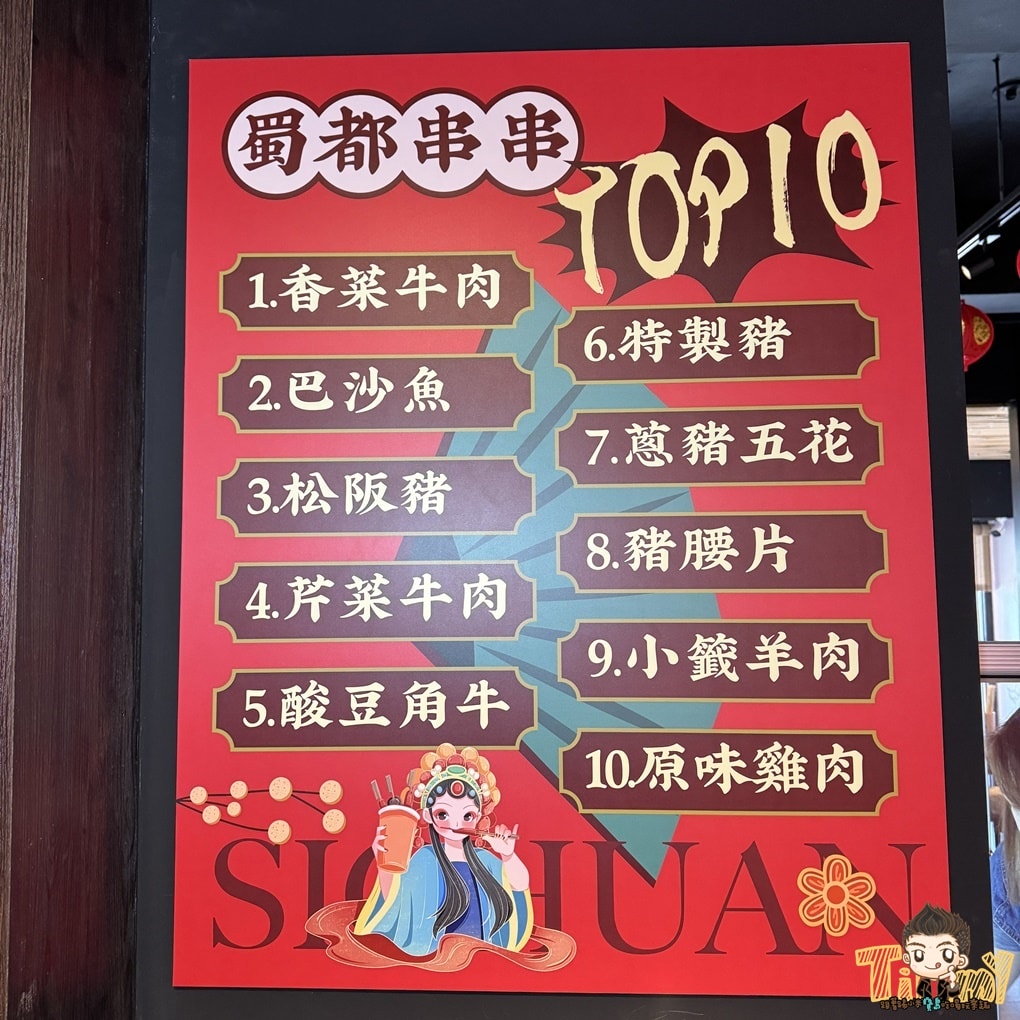 蜀都串串
TOP10
1.香菜牛肉
2.巴沙魚
3.松阪豬
4.芹菜牛肉
5.酸豆角牛
6.特製豬
7.蔥豬五花
8.豬腰片
9.小籤羊肉
10.原味雞肉
SICHUAN